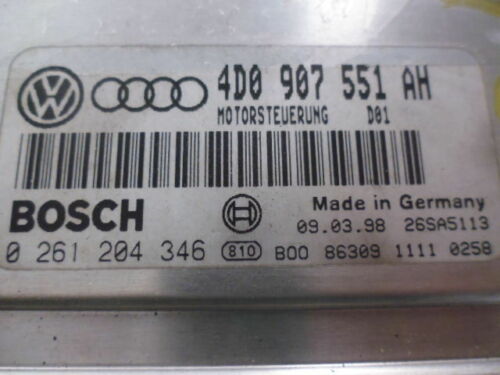 VW 4D0 907 551 AH
MOTORSTEUERUNG D01
BOSCH Made in Germany
09.03.98 26SA5113
0 261 204 346 810 B00 86309 1111 0258